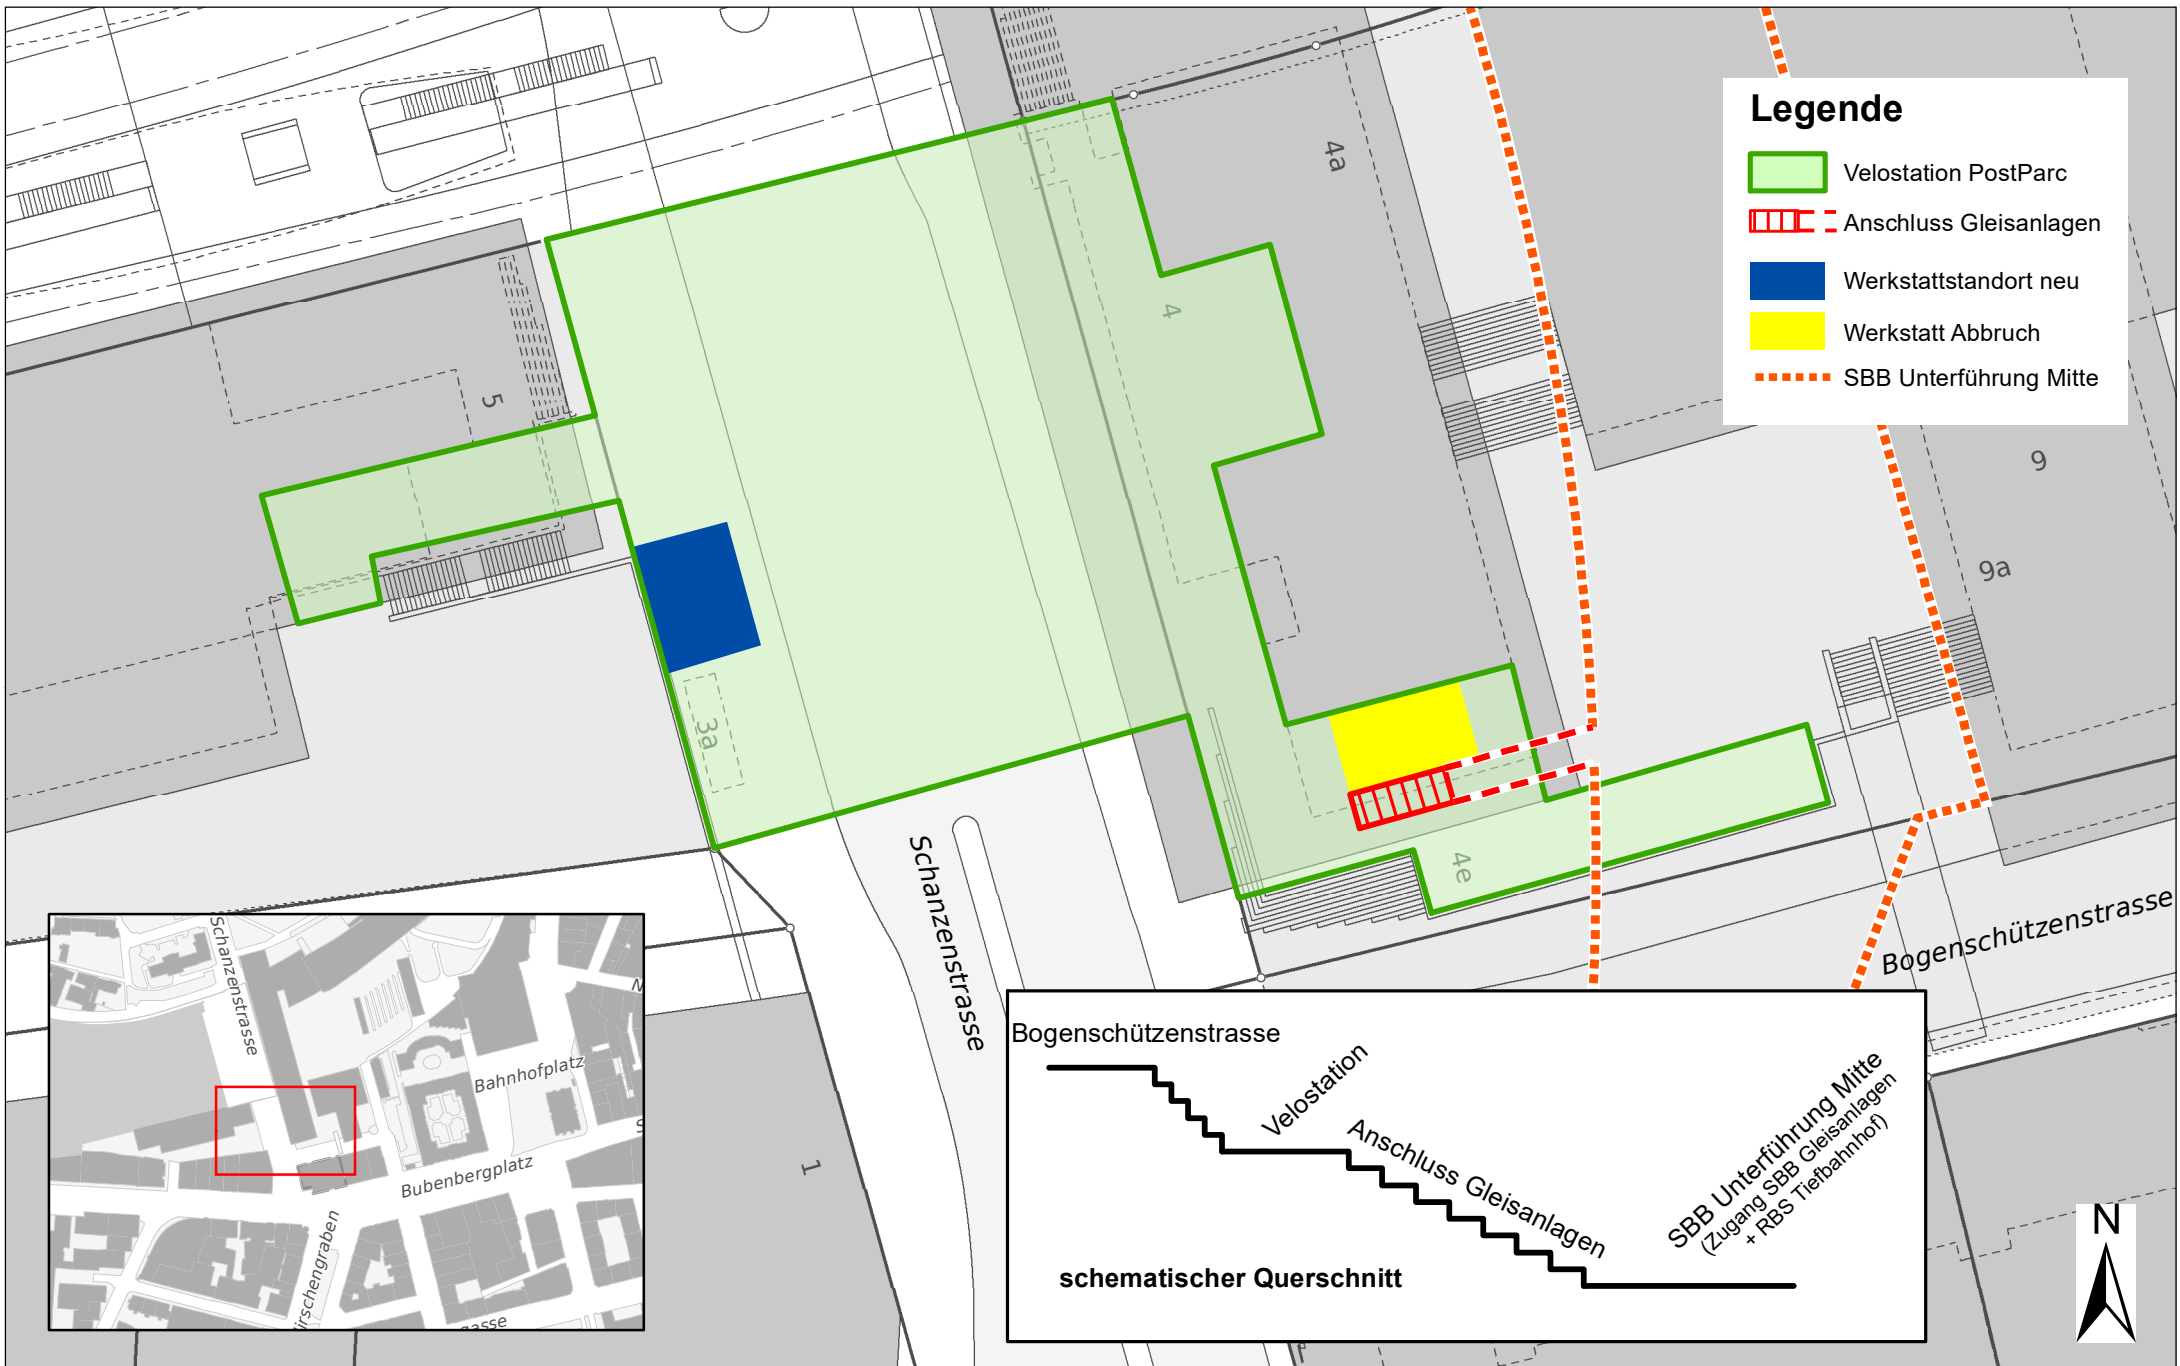 Legende
Velostation PostParc
Anschluss Gleisanlagen
Werkstattstandort neu
Werkstatt Abbruch
SBB Unterführung Mitte
4a
4
5
9
9a
3a
4e
1
Schanzenstrasse
Bogenschützenstrasse
Schanzenstrasse
Bahnhofplatz
Bubenbergplatz
irschengraben
gasse
N
Bogenschützenstrasse
Velostation
Anschluss Gleisanlagen
SBB Unterführung Mitte
(Zugang SBB Gleisanlagen
+ RBS Tiefbahnhof)
schematischer Querschnitt
N